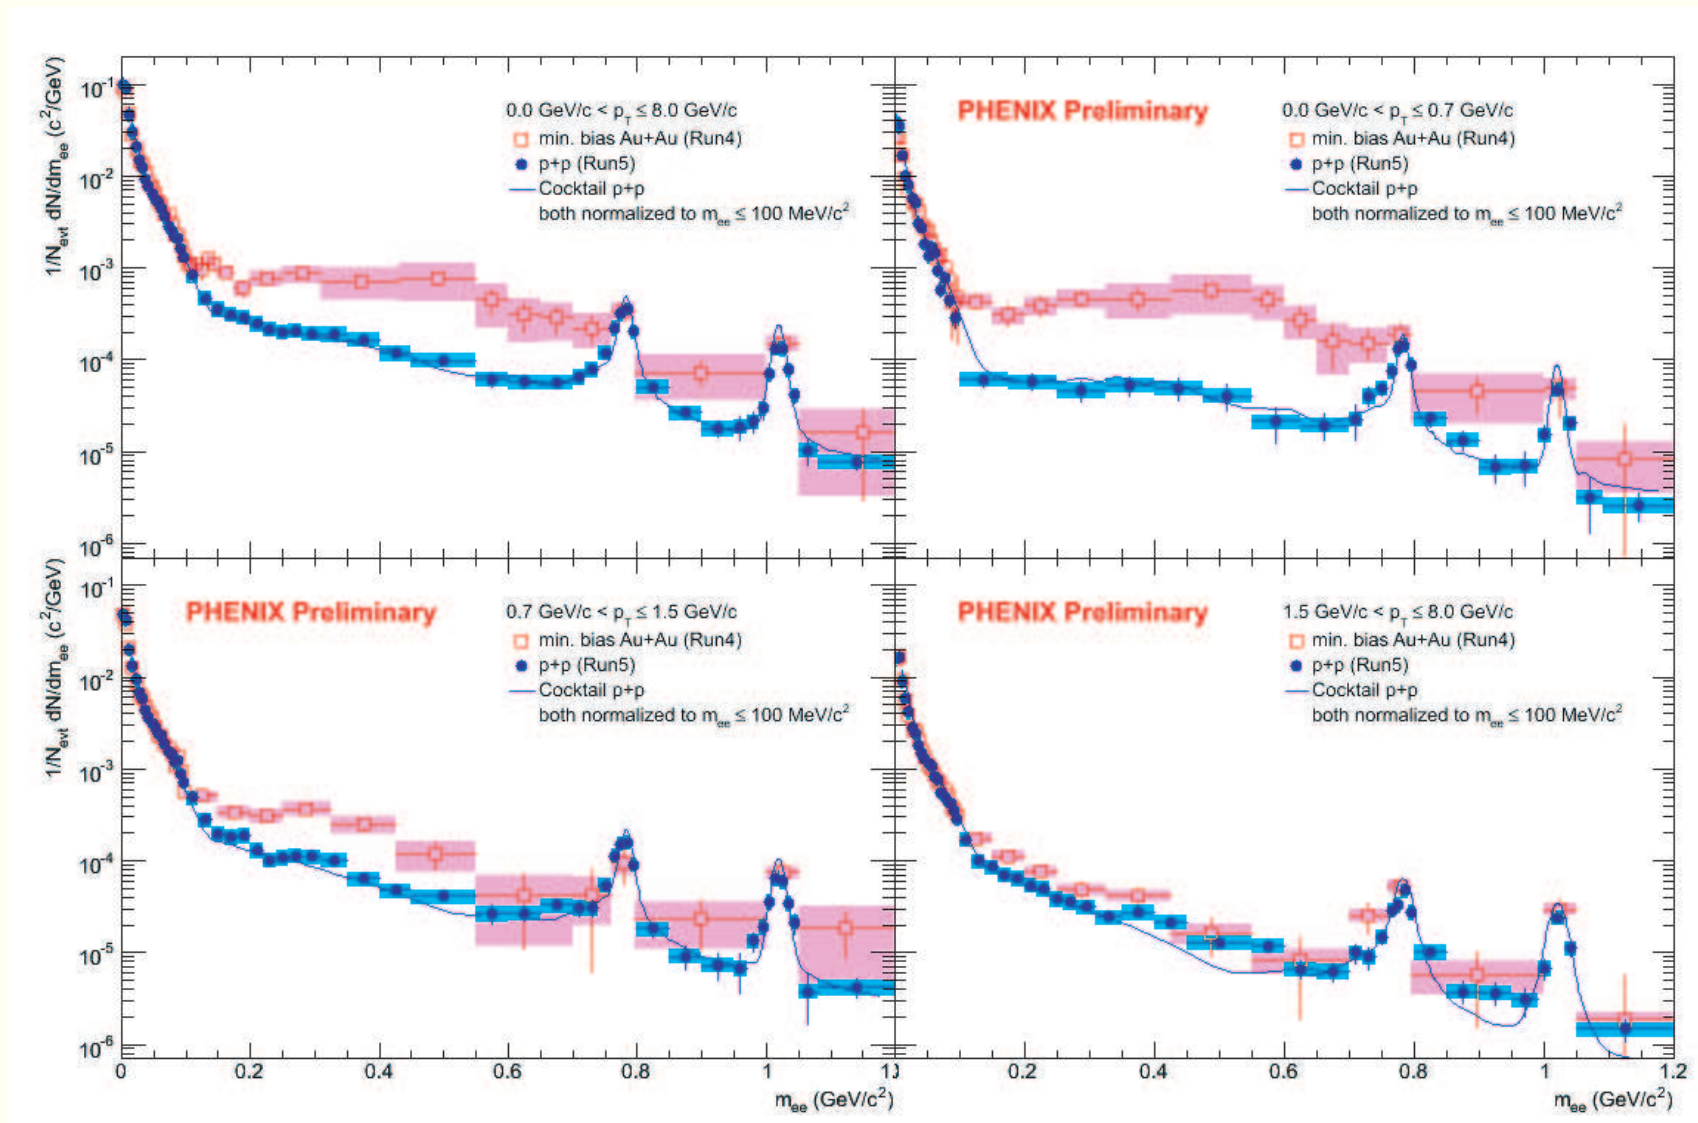 1/N_evt dN/dm_ee (c²/GeV)
10⁻¹
10⁻²
10⁻³
10⁻⁴
10⁻⁵
10⁻⁶
0.0 GeV/c < p_T ≤ 8.0 GeV/c
min. bias Au+Au (Run4)
p+p (Run5)
Cocktail p+p
both normalized to m_ee ≤ 100 MeV/c²
PHENIX Preliminary
0.0 GeV/c < p_T ≤ 0.7 GeV/c
min. bias Au+Au (Run4)
p+p (Run5)
Cocktail p+p
both normalized to m_ee ≤ 100 MeV/c²
1/N_evt dN/dm_ee (c²/GeV)
10⁻¹
10⁻²
10⁻³
10⁻⁴
10⁻⁵
10⁻⁶
PHENIX Preliminary
0.7 GeV/c < p_T ≤ 1.5 GeV/c
min. bias Au+Au (Run4)
p+p (Run5)
Cocktail p+p
both normalized to m_ee ≤ 100 MeV/c²
PHENIX Preliminary
1.5 GeV/c < p_T ≤ 8.0 GeV/c
min. bias Au+Au (Run4)
p+p (Run5)
Cocktail p+p
both normalized to m_ee ≤ 100 MeV/c²
0 0.2 0.4 0.6 0.8 1
0.2 0.4 0.6 0.8 1 1.2
m_ee (GeV/c²)
m_ee (GeV/c²)